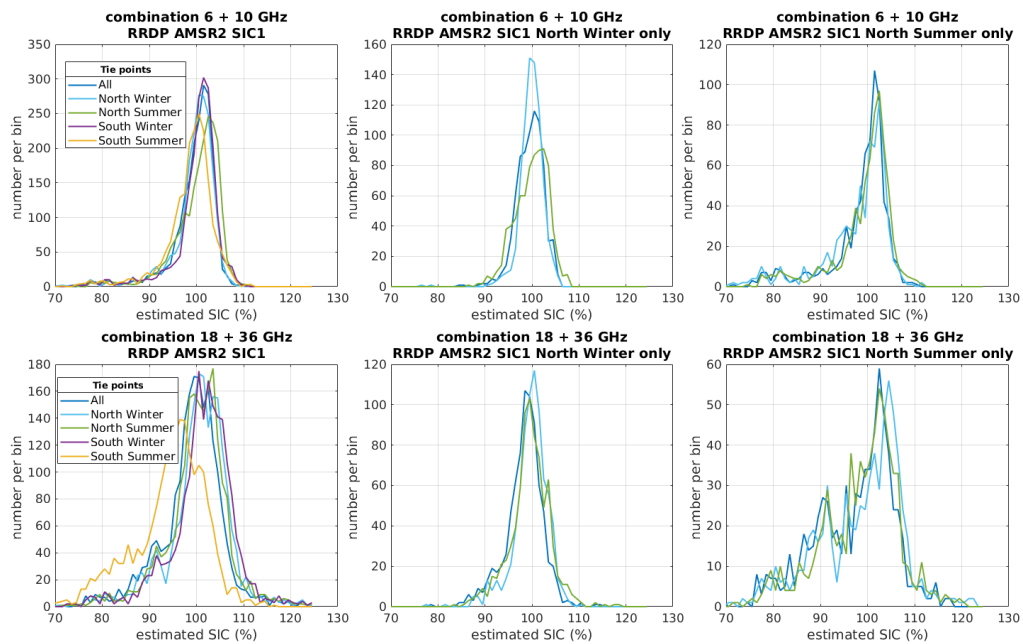 combination 6 + 10 GHz
RRDP AMSR2 SIC1
350
300
250
200
150
100
50
0
number per bin
Tie points
All
North Winter
North Summer
South Winter
South Summer
70 80 90 100 110 120 130
estimated SIC (%)
combination 6 + 10 GHz
RRDP AMSR2 SIC1 North Winter only
160
140
120
100
80
60
40
20
0
number per bin
70 80 90 100 110 120 130
estimated SIC (%)
combination 6 + 10 GHz
RRDP AMSR2 SIC1 North Summer only
120
100
80
60
40
20
0
number per bin
70 80 90 100 110 120 130
estimated SIC (%)
combination 18 + 36 GHz
RRDP AMSR2 SIC1
180
160
140
120
100
80
60
40
20
0
number per bin
Tie points
All
North Winter
North Summer
South Winter
South Summer
70 80 90 100 110 120 130
estimated SIC (%)
combination 18 + 36 GHz
RRDP AMSR2 SIC1 North Winter only
120
100
80
60
40
20
0
number per bin
70 80 90 100 110 120 130
estimated SIC (%)
combination 18 + 36 GHz
RRDP AMSR2 SIC1 North Summer only
60
50
40
30
20
10
0
number per bin
70 80 90 100 110 120 130
estimated SIC (%)